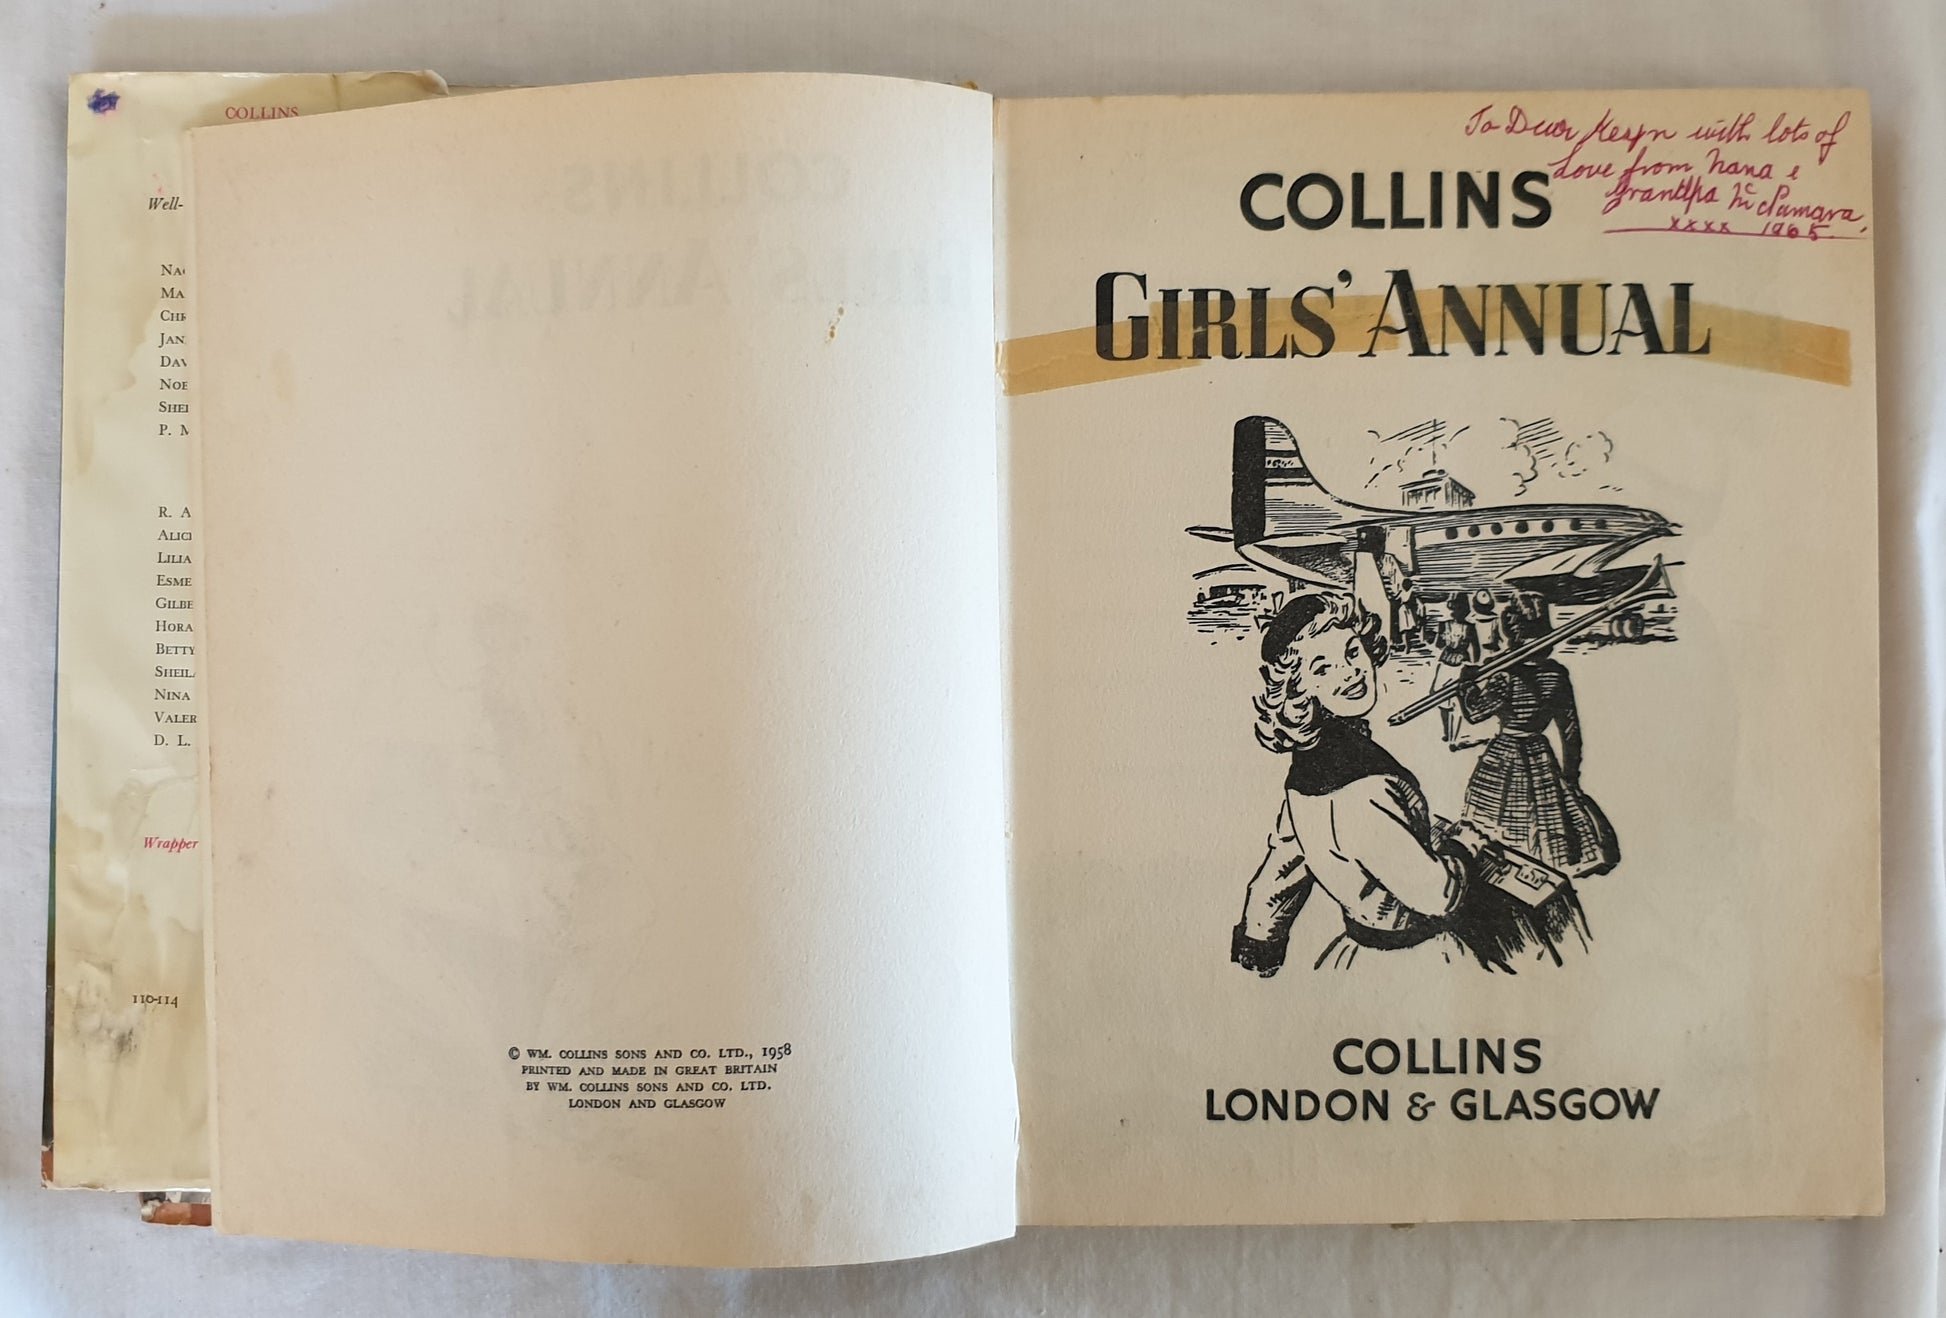 COLLINS
Well-
NA
MA
CHR
JAN
DAV
NOE
SHEI
P. M
R. A
ALIC
LILIA
ESME
GILBE
HORA
BETTY
SHEIL
NINA
VALER
D. L.
Wrapper
110-114
© WM. COLLINS SONS AND CO. LTD., 1958
PRINTED AND MADE IN GREAT BRITAIN
BY WM. COLLINS SONS AND CO. LTD.
LONDON AND GLASGOW
To Dear with lots of
Love from Nana &
Grandpa McNamara.
xxxx 1965.
COLLINS
GIRLS' ANNUAL
COLLINS
LONDON & GLASGOW